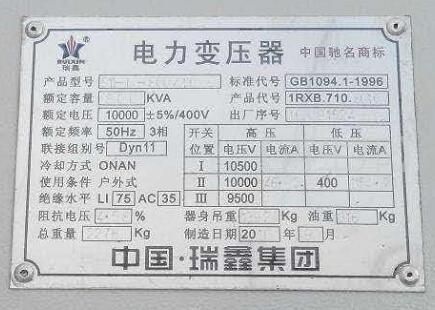 RUIXIN
瑞鑫
电力变压器 中国驰名商标
产品型号 标准代号 GB1094.1-1996
额定容量 KVA 产品代号 1RXB.710.
额定电压 10000 ±5%/400V 出厂序号
额定频率 50Hz 3相 开关 高压 低压
联接组别号 Dyn11 位置 电压V 电流A 电压V 电流A
冷却方式 ONAN I 10500
使用条件 户外式 II 10000 400
绝缘水平 LI 75 AC 35 III 9500
阻抗电压 % 器身吊重 Kg 油重 Kg
总重量 Kg 制造日期 20 年 月
中国·瑞鑫集团